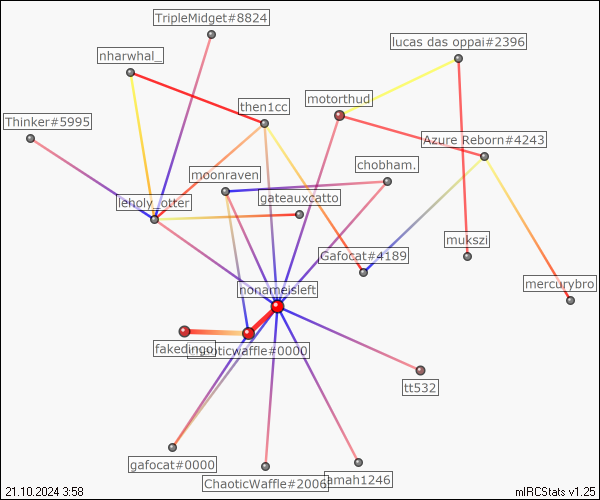 TripleMidget#8824
lucas das oppai#2396
nharwhal_
motorthud
then1cc
Thinker#5995
Azure Reborn#4243
chobham.
moonraven
gateauxcatto
leholy_otter
mukszi
Gafocat#4189
mercurybro
nonameisleft
fakedingo
chaoticwaffle#0000
tt532
gafocat#0000
ChaoticWaffle#2006
amah1246
21.10.2024 3:58
mIRCStats v1.25